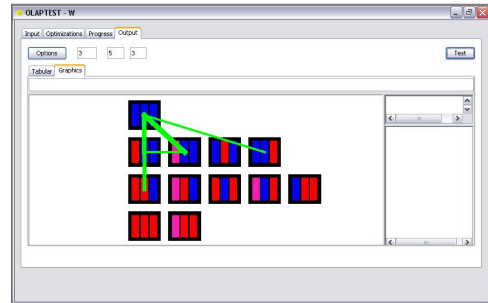 OLAPTEST - W
Input Optimizations Progress Output
Options 3 5 3 Test
Tabular Graphics